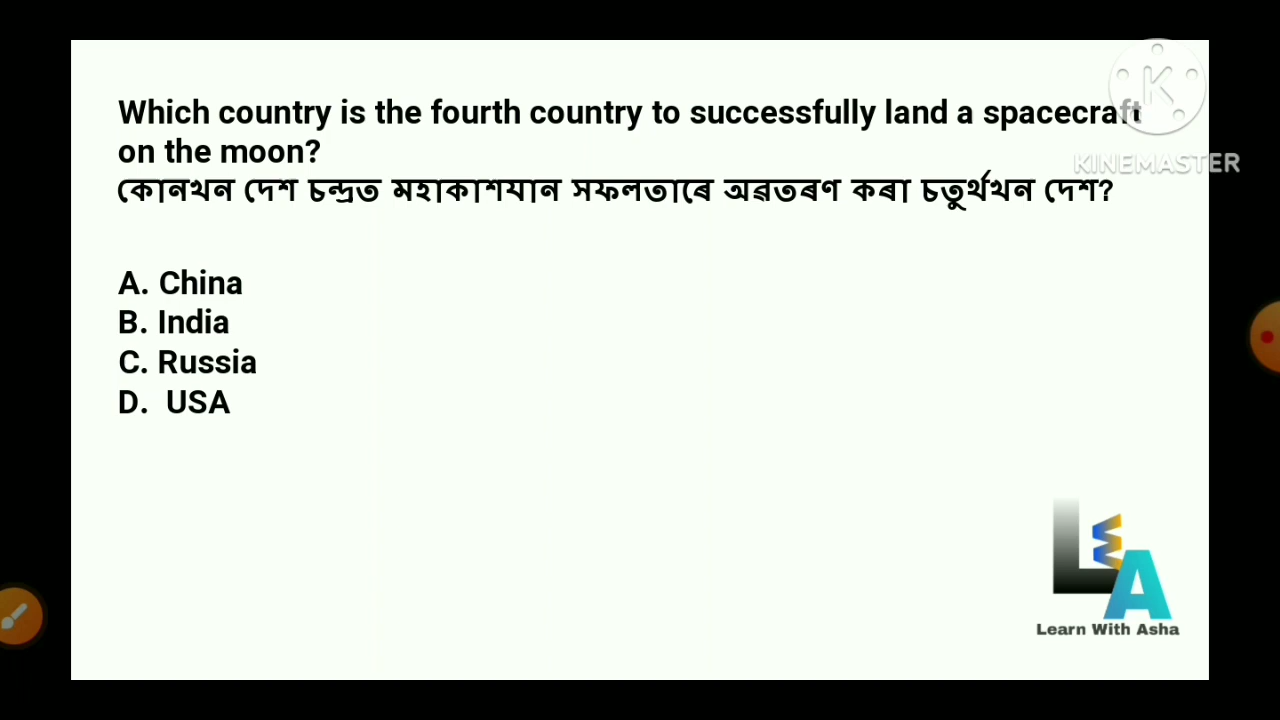 Which country is the fourth country to successfully land a spacecraft
on the moon?
কোনখন দেশ চন্দ্ৰত মহাকাশযান সফলতাৰে অৱতৰণ কৰা চতুৰ্থখন দেশ?
A. China
B. India
C. Russia
D. USA
K
KINEMASTER
LEA
Learn With Asha